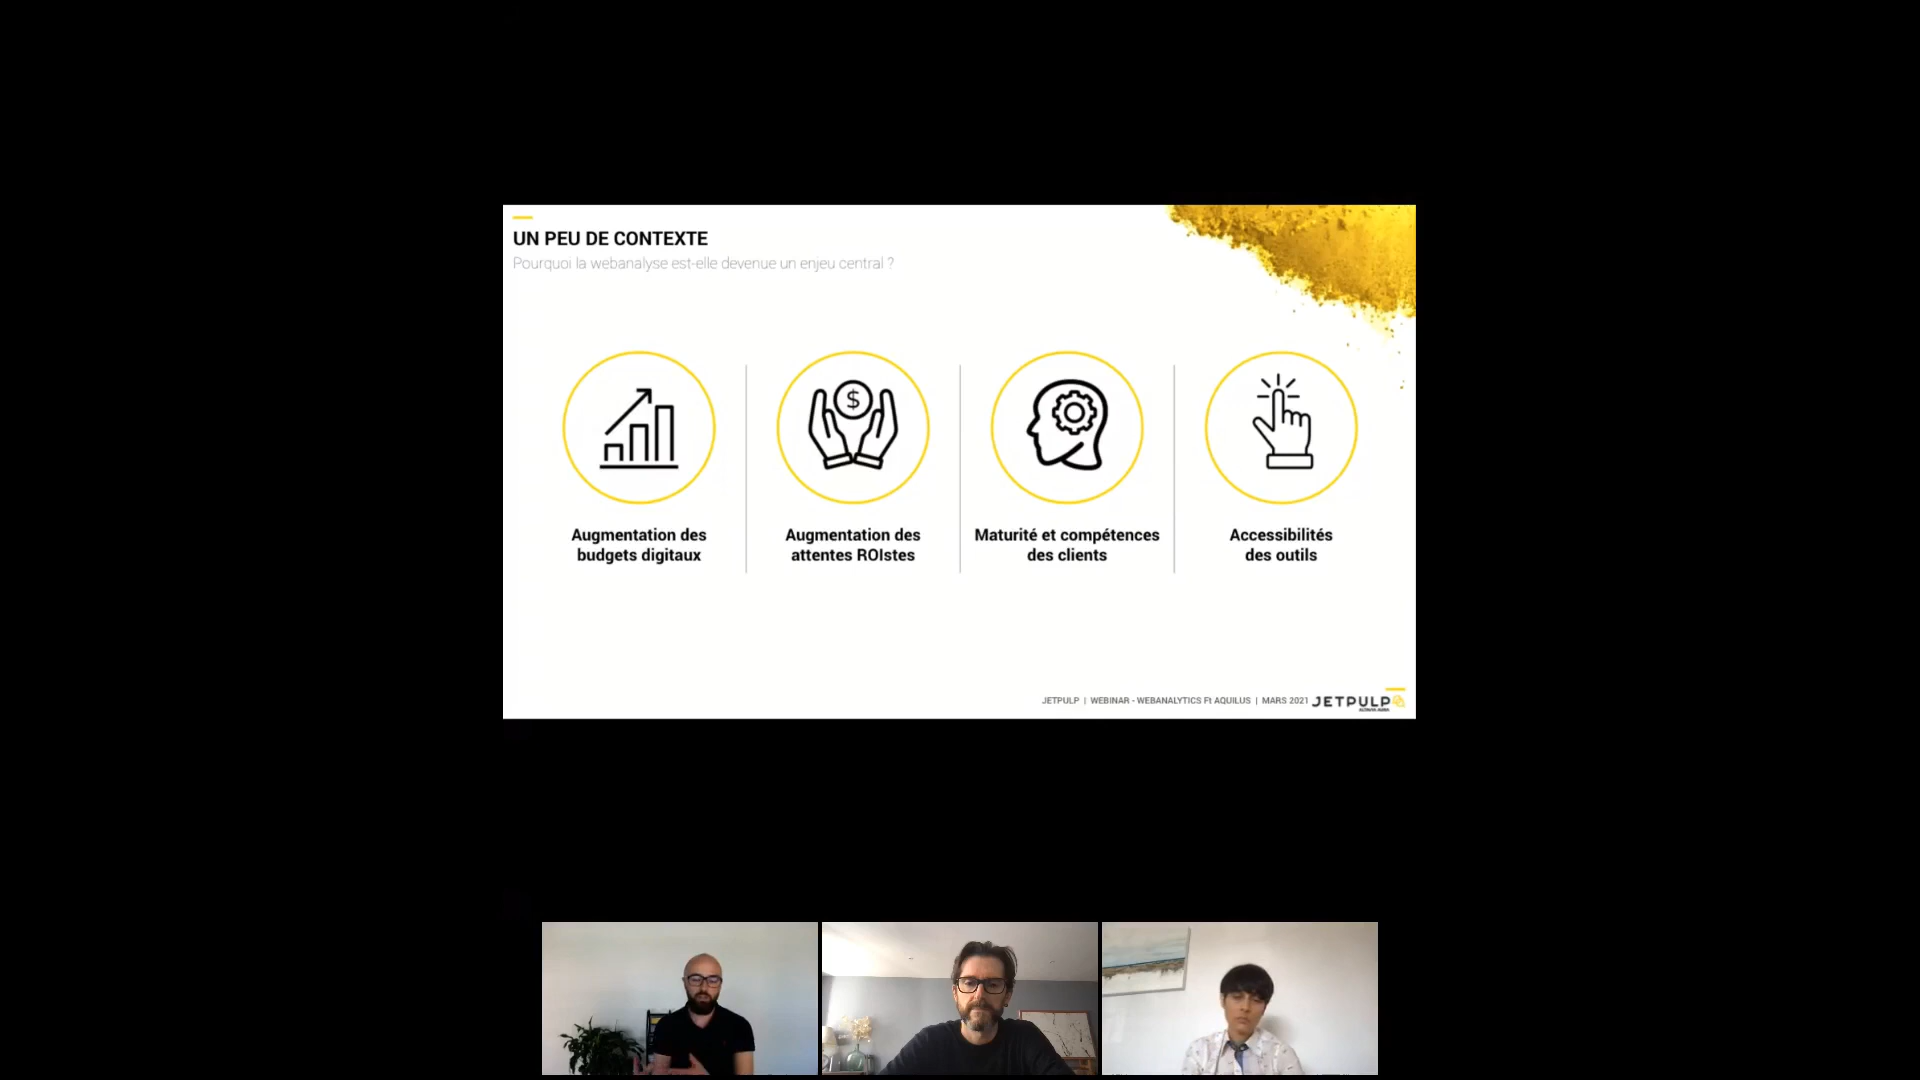 UN PEU DE CONTEXTE
Pourquoi la webanalyse est-elle devenue un enjeu central ?
$
Augmentation des
budgets digitaux
Augmentation des
attentes ROIstes
Maturité et compétences
des clients
Accessibilités
des outils
JETPULP | WEBINAR - WEBANALYTICS Ft AQUILUS | MARS 2021
JETPULP